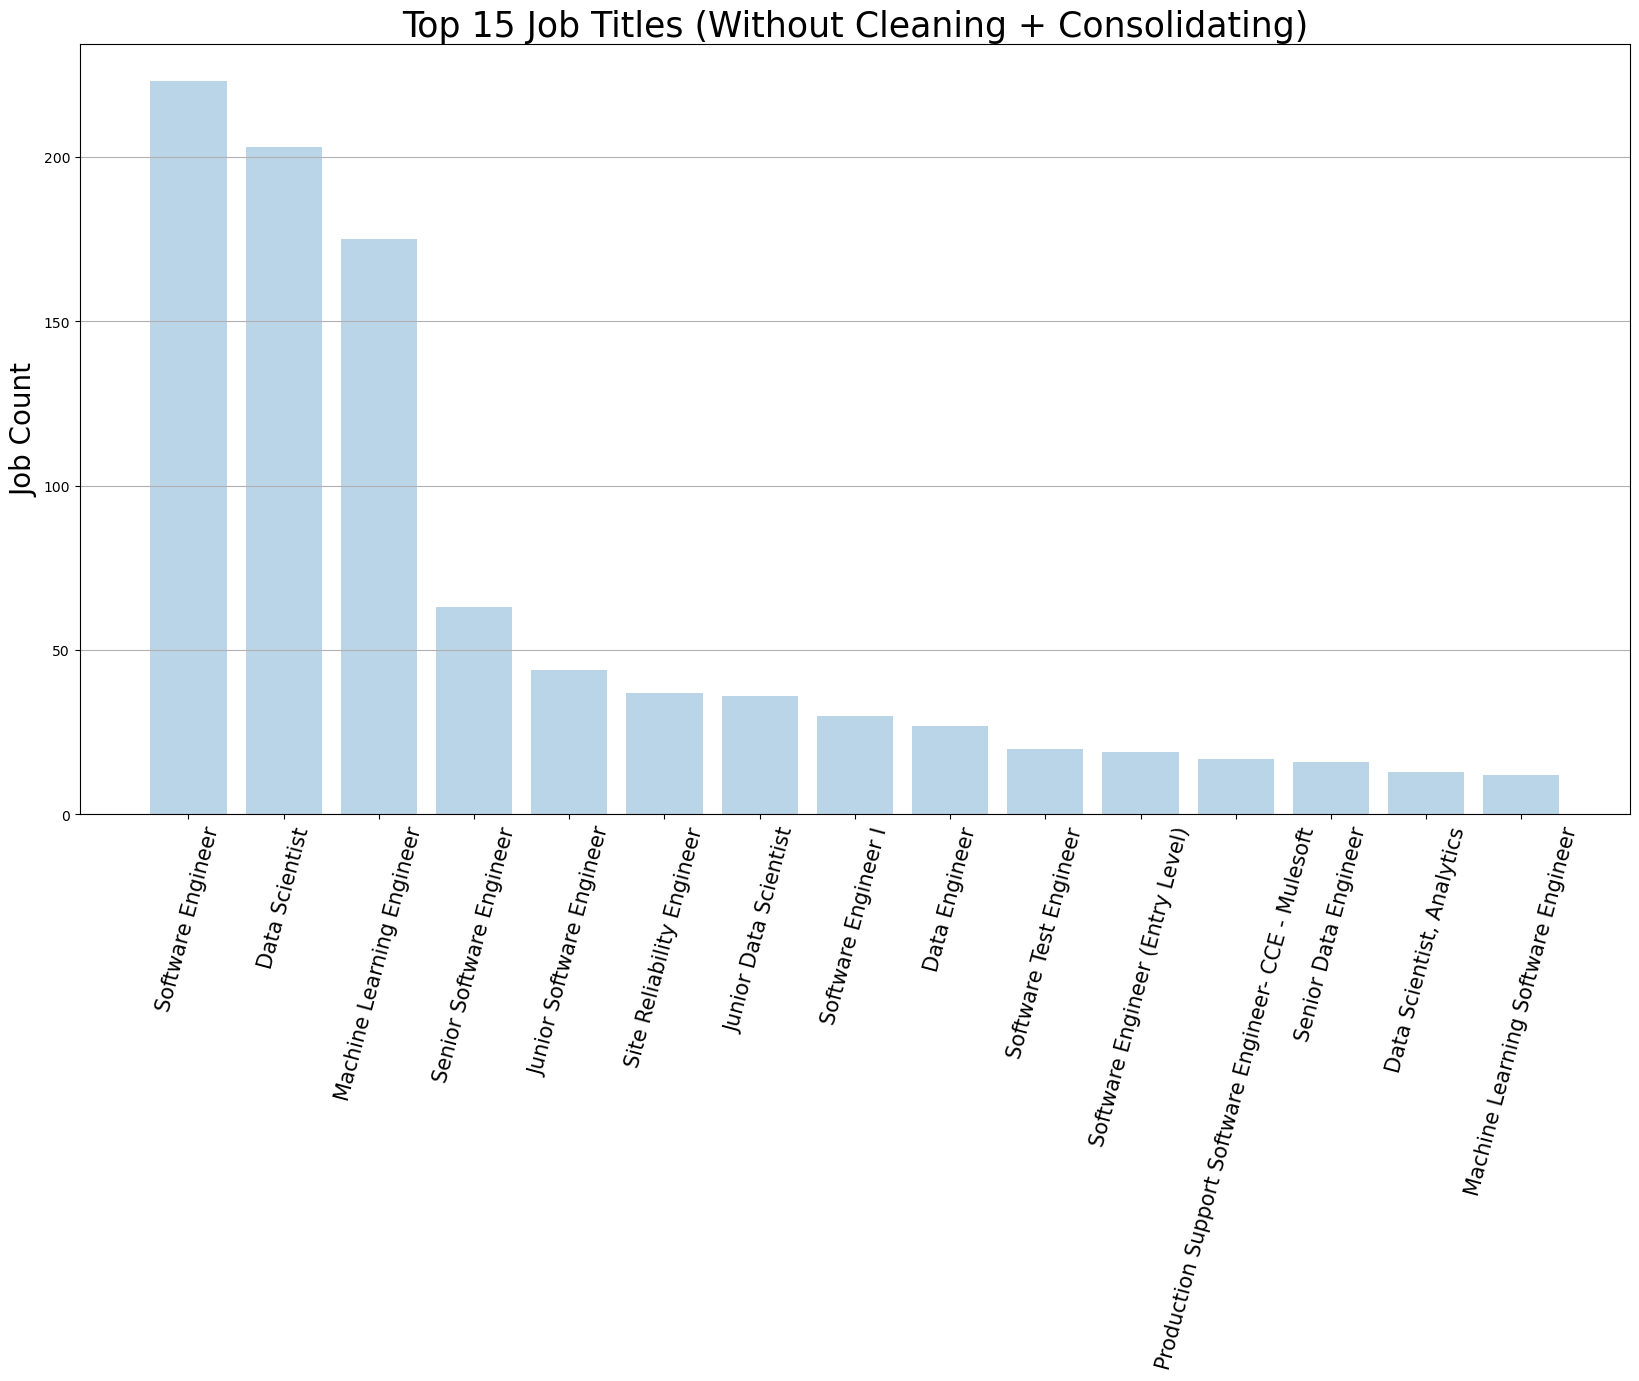 Top 15 Job Titles (Without Cleaning + Consolidating)
Job Count
200
150
100
50
0
Software Engineer
Data Scientist
Machine Learning Engineer
Senior Software Engineer
Junior Software Engineer
Site Reliability Engineer
Junior Data Scientist
Software Engineer I
Data Engineer
Software Test Engineer
Software Engineer (Entry Level)
Production Support Software Engineer- CCE - Mulesoft
Senior Data Engineer
Data Scientist, Analytics
Machine Learning Software Engineer